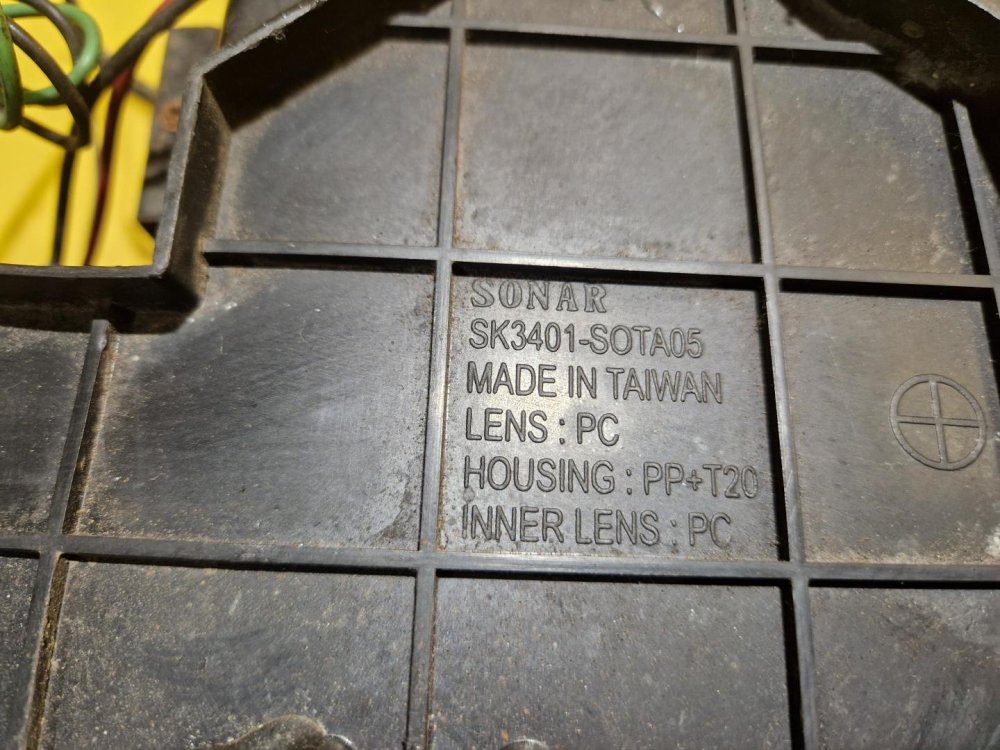 SONAR
SK3401-SOTA05
MADE IN TAIWAN
LENS : PC
HOUSING : PP+T20
INNER LENS : PC